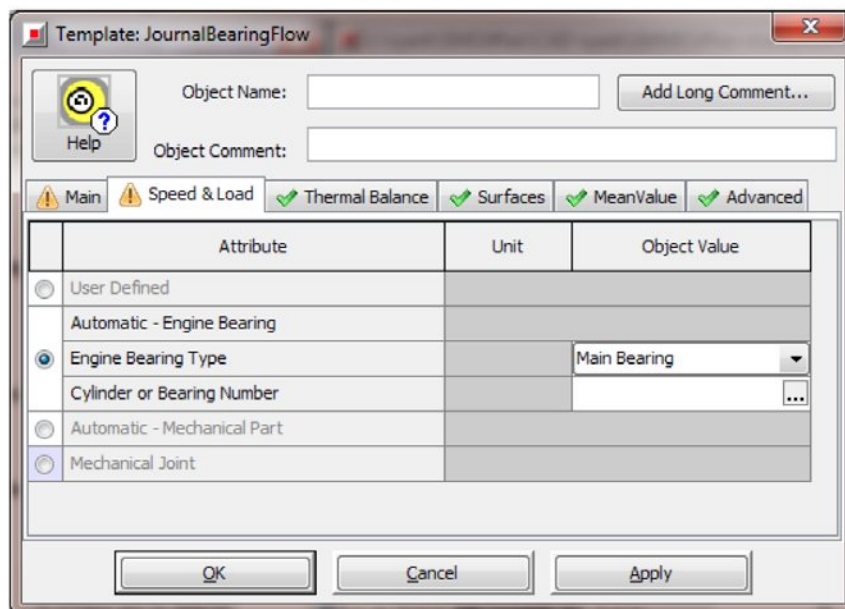 Template: JournalBearingFlow
Help
Object Name:
Add Long Comment...
Object Comment:
Main
Speed & Load
Thermal Balance
Surfaces
MeanValue
Advanced
Attribute
Unit
Object Value
User Defined
Automatic - Engine Bearing
Engine Bearing Type
Main Bearing
Cylinder or Bearing Number
...
Automatic - Mechanical Part
Mechanical Joint
OK
Cancel
Apply